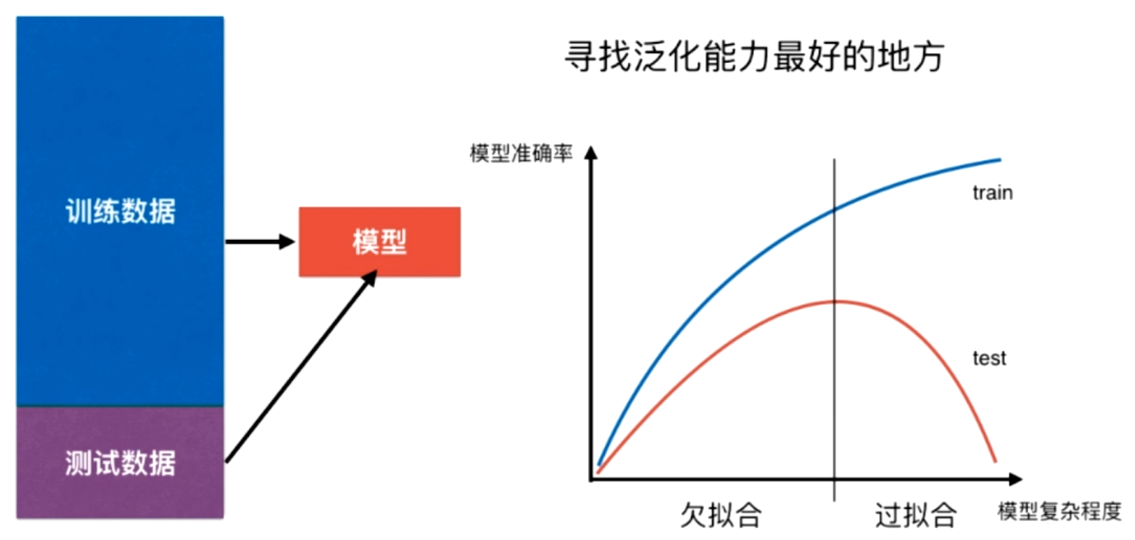 寻找泛化能力最好的地方
训练数据
模型
测试数据
模型准确率
train
test
欠拟合
过拟合
模型复杂程度